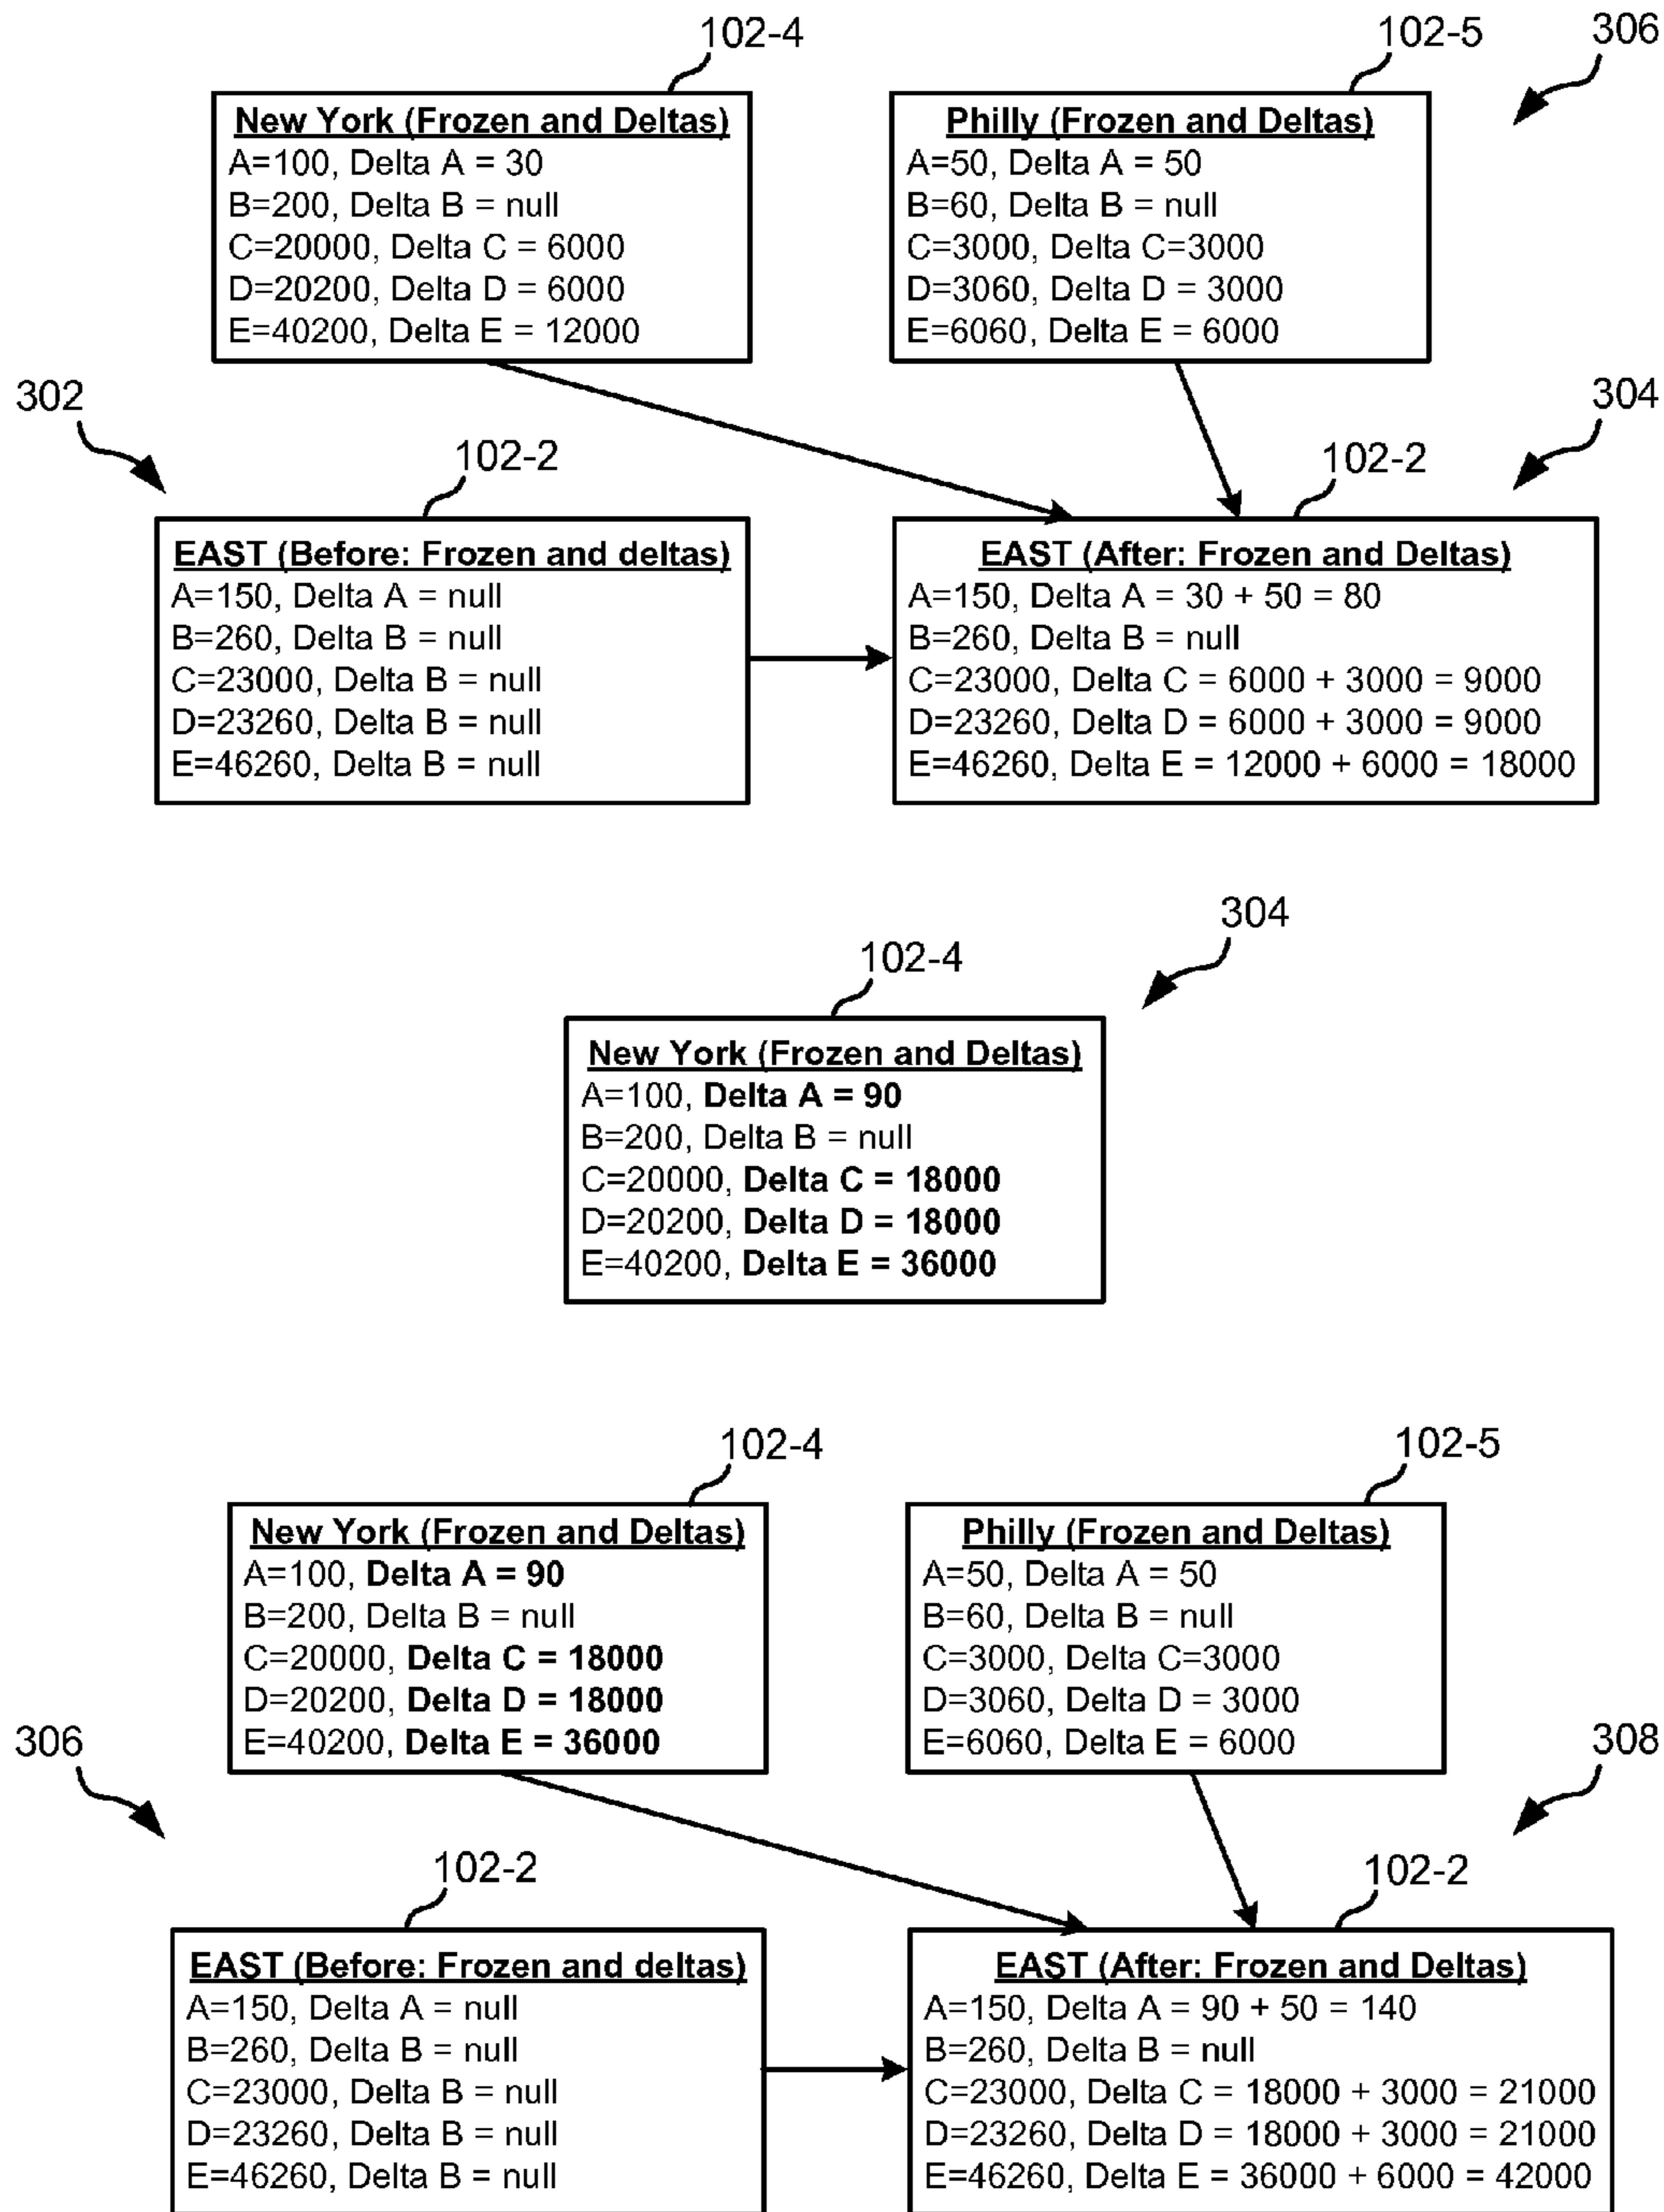 102-4
102-5
306
New York (Frozen and Deltas)
A=100, Delta A = 30
B=200, Delta B = null
C=20000, Delta C = 6000
D=20200, Delta D = 6000
E=40200, Delta E = 12000
Philly (Frozen and Deltas)
A=50, Delta A = 50
B=60, Delta B = null
C=3000, Delta C=3000
D=3060, Delta D = 3000
E=6060, Delta E = 6000
302
304
102-2
102-2
EAST (Before: Frozen and deltas)
A=150, Delta A = null
B=260, Delta B = null
C=23000, Delta B = null
D=23260, Delta B = null
E=46260, Delta B = null
EAST (After: Frozen and Deltas)
A=150, Delta A = 30 + 50 = 80
B=260, Delta B = null
C=23000, Delta C = 6000 + 3000 = 9000
D=23260, Delta D = 6000 + 3000 = 9000
E=46260, Delta E = 12000 + 6000 = 18000
304
102-4
New York (Frozen and Deltas)
A=100, Delta A = 90
B=200, Delta B = null
C=20000, Delta C = 18000
D=20200, Delta D = 18000
E=40200, Delta E = 36000
102-4
102-5
New York (Frozen and Deltas)
A=100, Delta A = 90
B=200, Delta B = null
C=20000, Delta C = 18000
D=20200, Delta D = 18000
E=40200, Delta E = 36000
Philly (Frozen and Deltas)
A=50, Delta A = 50
B=60, Delta B = null
C=3000, Delta C=3000
D=3060, Delta D = 3000
E=6060, Delta E = 6000
306
308
102-2
102-2
EAST (Before: Frozen and deltas)
A=150, Delta A = null
B=260, Delta B = null
C=23000, Delta B = null
D=23260, Delta B = null
E=46260, Delta B = null
EAST (After: Frozen and Deltas)
A=150, Delta A = 90 + 50 = 140
B=260, Delta B = null
C=23000, Delta C = 18000 + 3000 = 21000
D=23260, Delta D = 18000 + 3000 = 21000
E=46260, Delta E = 36000 + 6000 = 42000